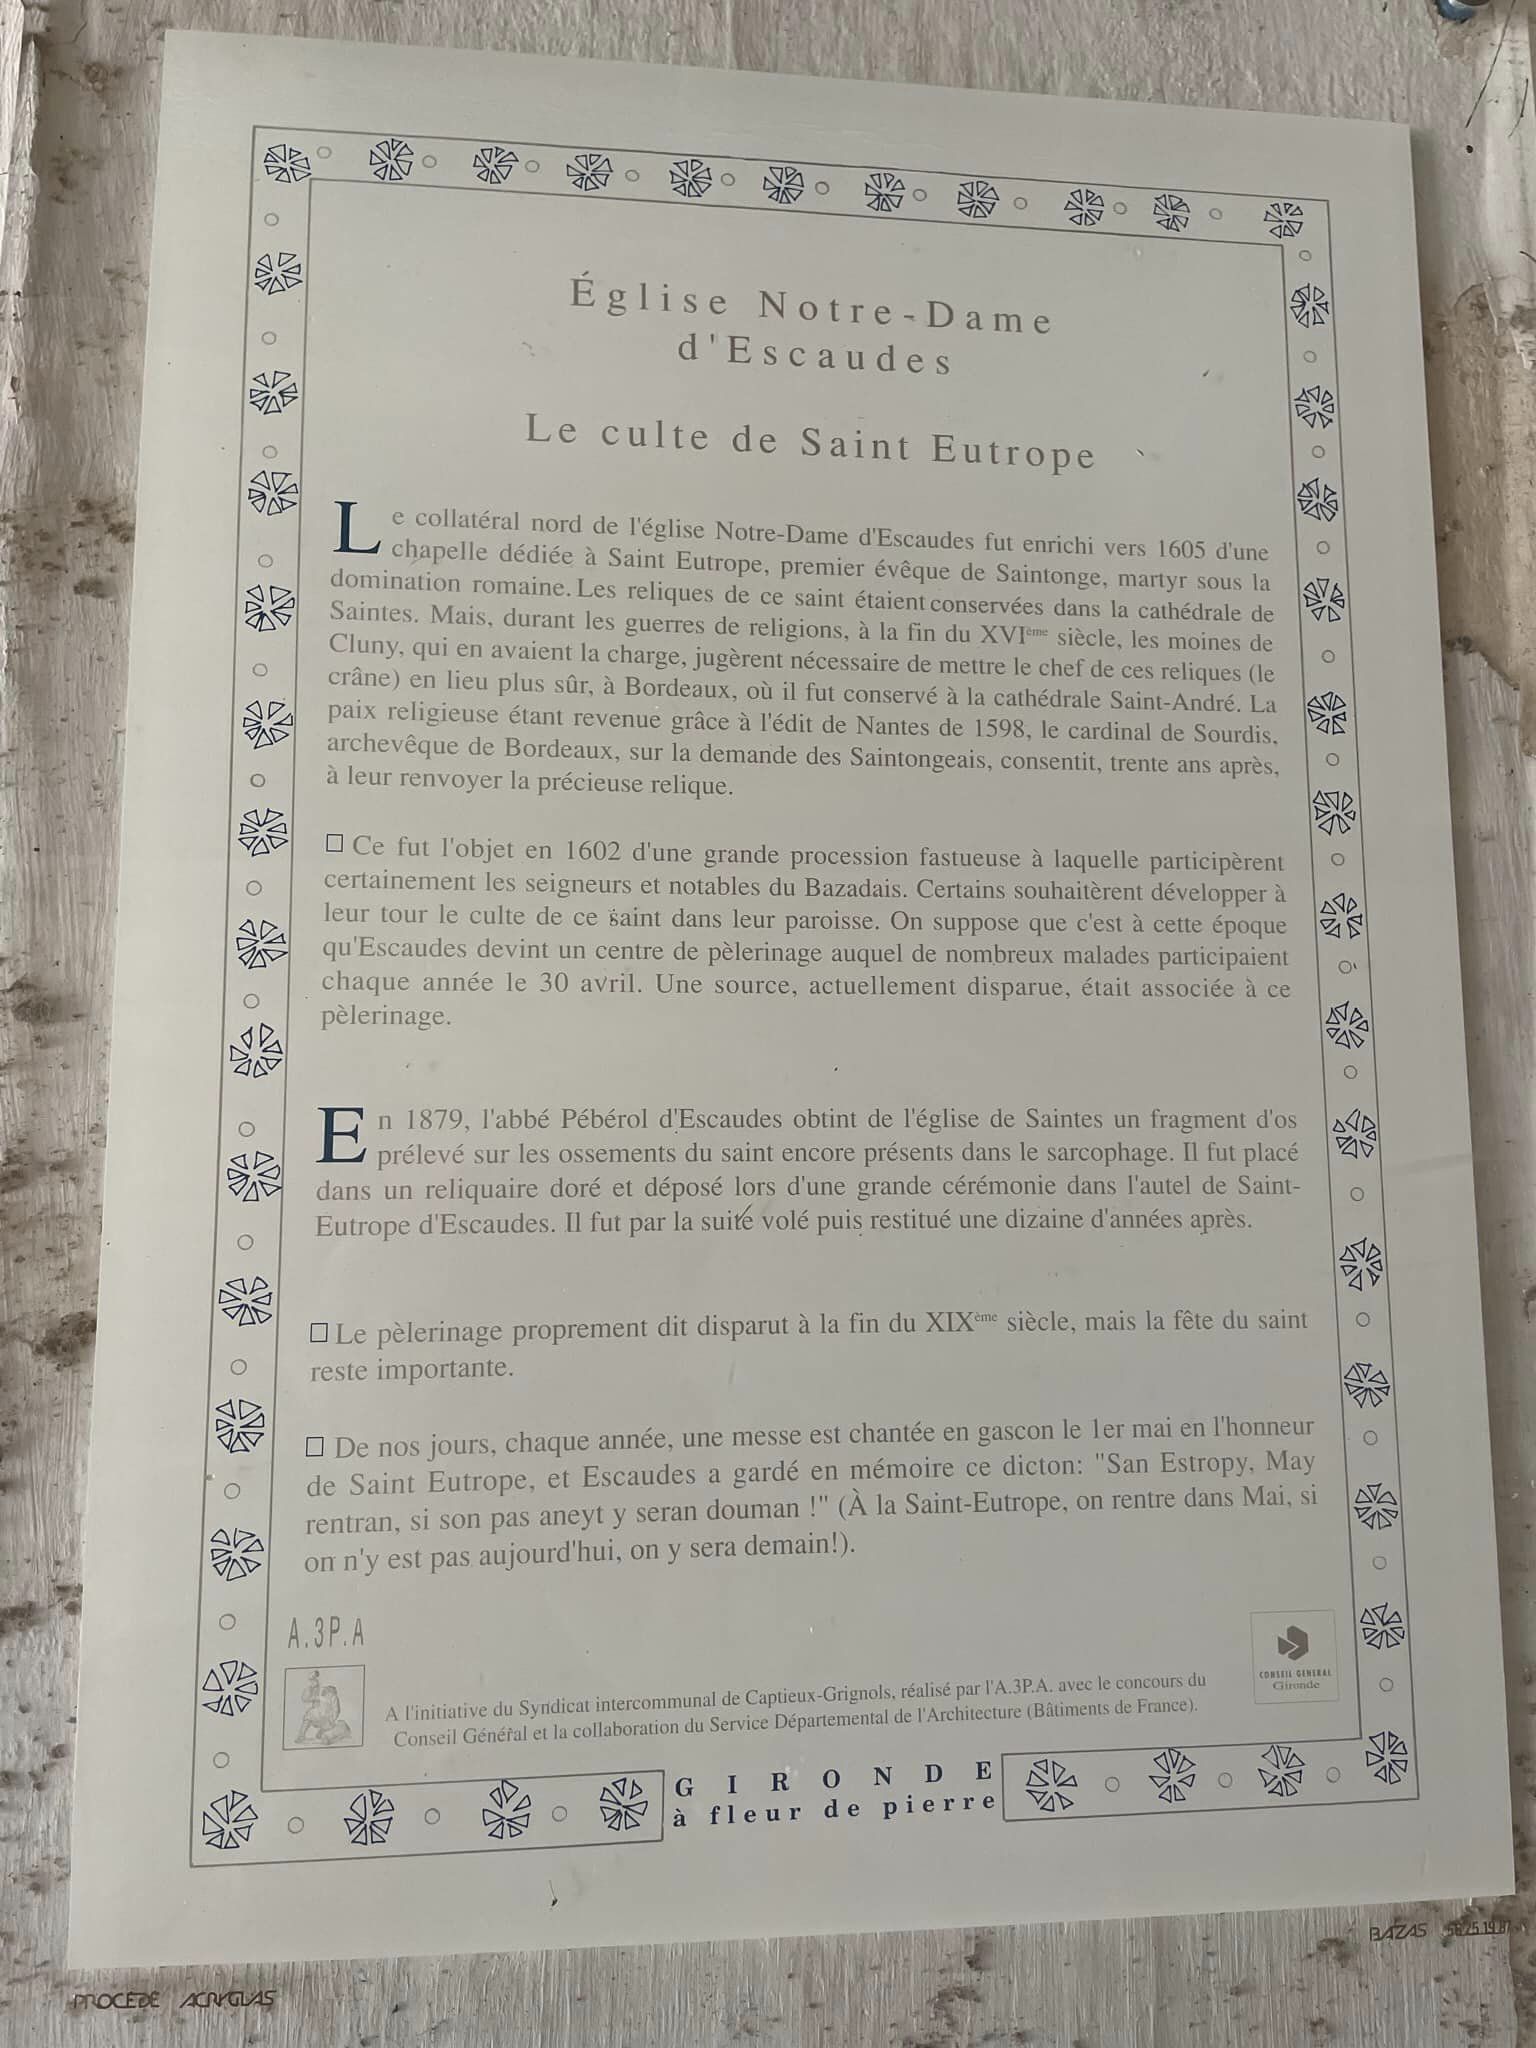 Église Notre-Dame
d'Escaudes
Le culte de Saint Eutrope
Le collatéral nord de l'église Notre-Dame d'Escaudes fut enrichi vers 1605 d'une
chapelle dédiée à Saint Eutrope, premier évêque de Saintonge, martyr sous la
domination romaine. Les reliques de ce saint étaient conservées dans la cathédrale de
Saintes. Mais, durant les guerres de religions, à la fin du XVIème siècle, les moines de
Cluny, qui en avaient la charge, jugèrent nécessaire de mettre le chef de ces reliques (le
crâne) en lieu plus sûr, à Bordeaux, où il fut conservé à la cathédrale Saint-André. La
paix religieuse étant revenue grâce à l'édit de Nantes de 1598, le cardinal de Sourdis,
archevêque de Bordeaux, sur la demande des Saintongeais, consentit, trente ans après,
à leur renvoyer la précieuse relique.
□ Ce fut l'objet en 1602 d'une grande procession fastueuse à laquelle participèrent
certainement les seigneurs et notables du Bazadais. Certains souhaitèrent développer à
leur tour le culte de ce saint dans leur paroisse. On suppose que c'est à cette époque
qu'Escaudes devint un centre de pèlerinage auquel de nombreux malades participaient
chaque année le 30 avril. Une source, actuellement disparue, était associée à ce
pèlerinage.
En 1879, l'abbé Pébérol d'Escaudes obtint de l'église de Saintes un fragment d'os
prélevé sur les ossements du saint encore présents dans le sarcophage. Il fut placé
dans un reliquaire doré et déposé lors d'une grande cérémonie dans l'autel de Saint-
Eutrope d'Escaudes. Il fut par la suite volé puis restitué une dizaine d'années après.
□ Le pèlerinage proprement dit disparut à la fin du XIXème siècle, mais la fête du saint
reste importante.
□ De nos jours, chaque année, une messe est chantée en gascon le 1er mai en l'honneur
de Saint Eutrope, et Escaudes a gardé en mémoire ce dicton: "San Estropy, May
rentran, si son pas aneyt y seran douman !" (À la Saint-Eutrope, on rentre dans Mai, si
on n'y est pas aujourd'hui, on y sera demain!).
A.3P.A
CONSEIL GENERAL
Gironde
A l'initiative du Syndicat intercommunal de Captieux-Grignols, réalisé par l'A.3P.A. avec le concours du
Conseil Général et la collaboration du Service Départemental de l'Architecture (Bâtiments de France).
GIRONDE
à fleur de pierre
PROCEDE ACRYGLAS
BAZAS